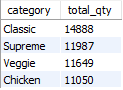 category total_qty
Classic 14888
Supreme 11987
Veggie 11649
Chicken 11050